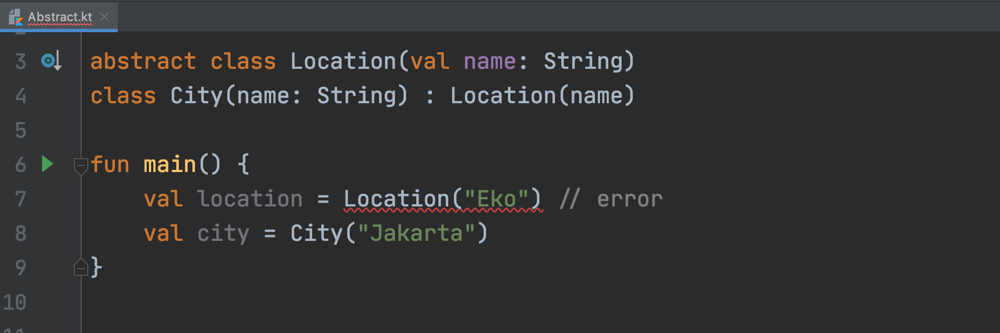 Abstract.kt
3 abstract class Location(val name: String)
4 class City(name: String) : Location(name)
5
6 fun main() {
7     val location = Location("Eko") // error
8     val city = City("Jakarta")
9 }
10